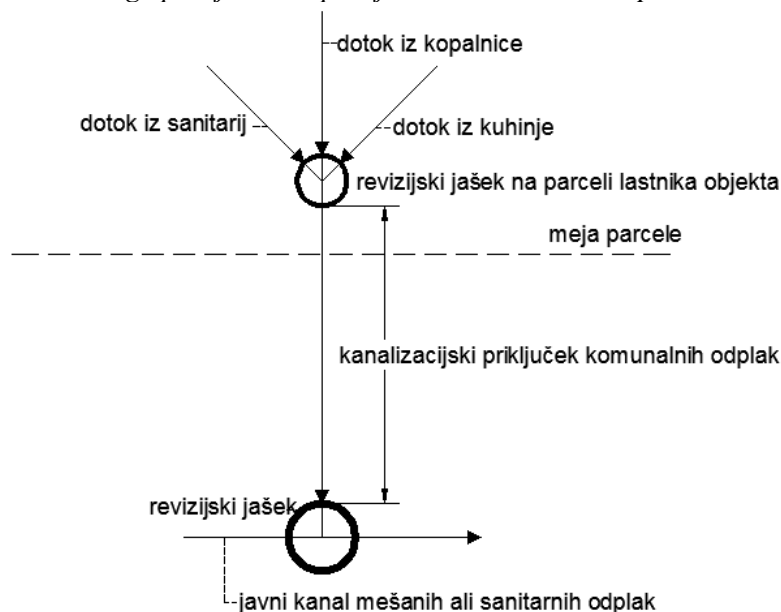 dotok iz kopalnice
dotok iz sanitarij
dotok iz kuhinje
revizijski jašek na parceli lastnika objekta
meja parcele
kanalizacijski priključek komunalnih odplak
revizijski jašek
javni kanal mešanih ali sanitarnih odplak